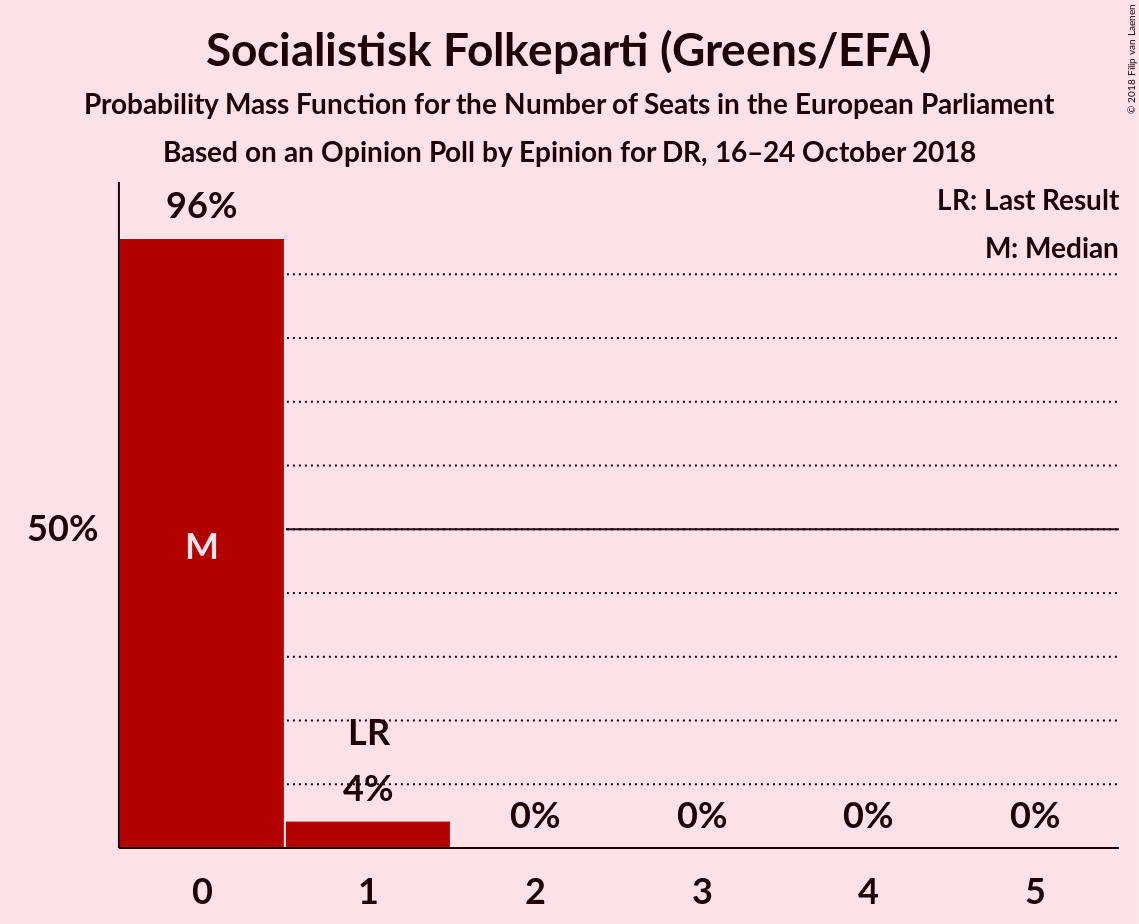 Socialistisk Folkeparti (Greens/EFA)
Probability Mass Function for the Number of Seats in the European Parliament
Based on an Opinion Poll by Epinion for DR, 16–24 October 2018
© 2018 Filip van Laenen
LR: Last Result
M: Median
96%
50%
M
LR
4%
0%
0%
0%
0%
0
1
2
3
4
5